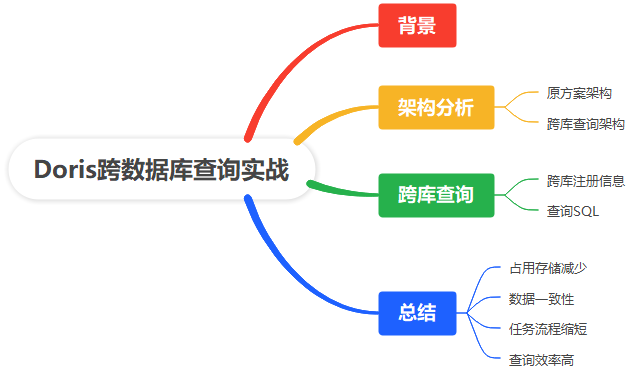 Doris跨数据库查询实战
背景
架构分析
原方案架构
跨库查询架构
跨库查询
跨库注册信息
查询SQL
总结
占用存储减少
数据一致性
任务流程缩短
查询效率高